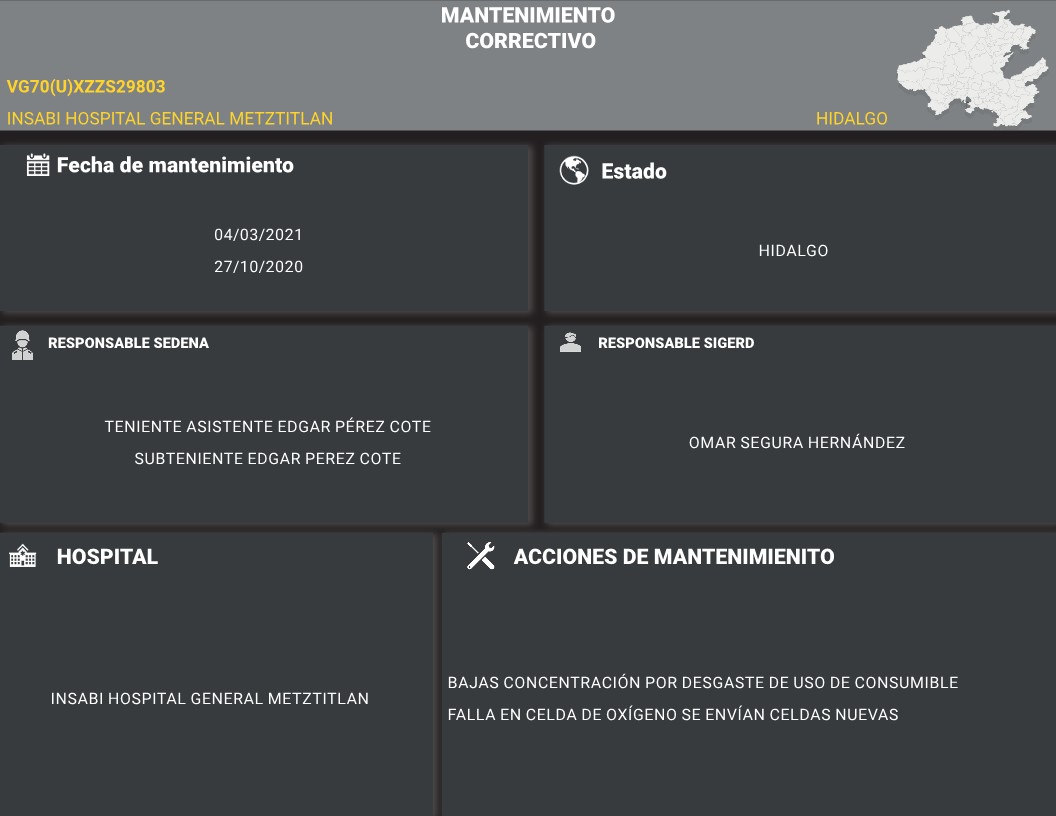 MANTENIMIENTO
CORRECTIVO
VG70(U)XZZS29803
INSABI HOSPITAL GENERAL METZTITLAN
HIDALGO
Fecha de mantenimiento
04/03/2021
27/10/2020
Estado
HIDALGO
RESPONSABLE SEDENA
TENIENTE ASISTENTE EDGAR PÉREZ COTE
SUBTENIENTE EDGAR PEREZ COTE
RESPONSABLE SIGERD
OMAR SEGURA HERNÁNDEZ
HOSPITAL
INSABI HOSPITAL GENERAL METZTITLAN
ACCIONES DE MANTENIMIENITO
BAJAS CONCENTRACIÓN POR DESGASTE DE USO DE CONSUMIBLE
FALLA EN CELDA DE OXÍGENO SE ENVÍAN CELDAS NUEVAS